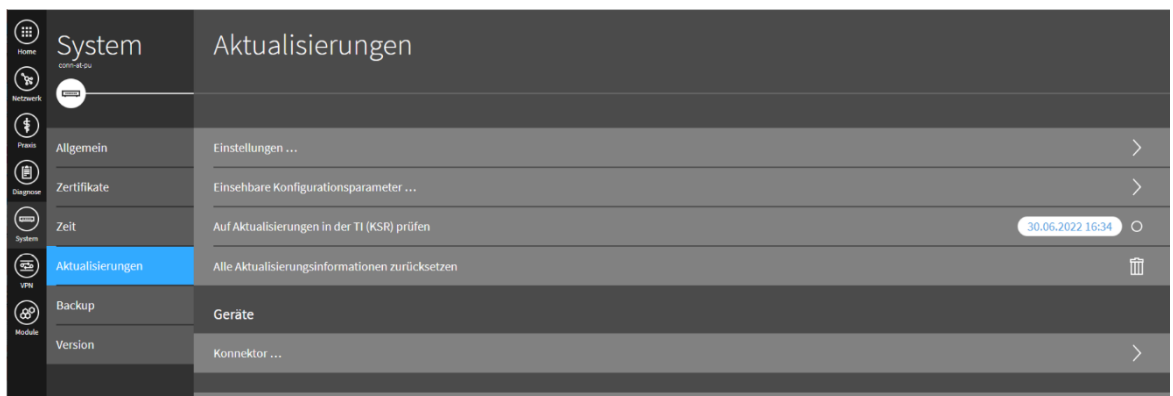 Home
Netzwerk
Praxis
Diagnose
System
VPN
Module
System
conn-at-pu
Allgemein
Zertifikate
Zeit
Aktualisierungen
Backup
Version
Aktualisierungen
Einstellungen ...
Einsehbare Konfigurationsparameter ...
Auf Aktualisierungen in der TI (KSR) prüfen 30.06.2022 16:34
Alle Aktualisierungsinformationen zurücksetzen
Geräte
Konnektor ...